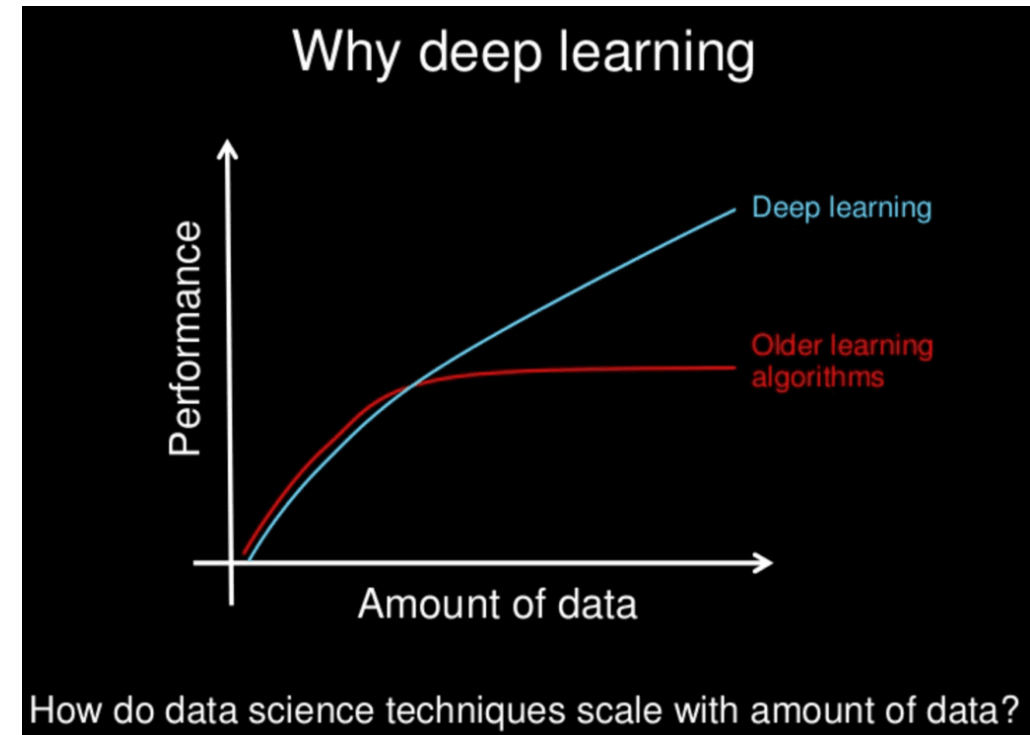 Why deep learning
Performance
Deep learning
Older learning
algorithms
Amount of data
How do data science techniques scale with amount of data?